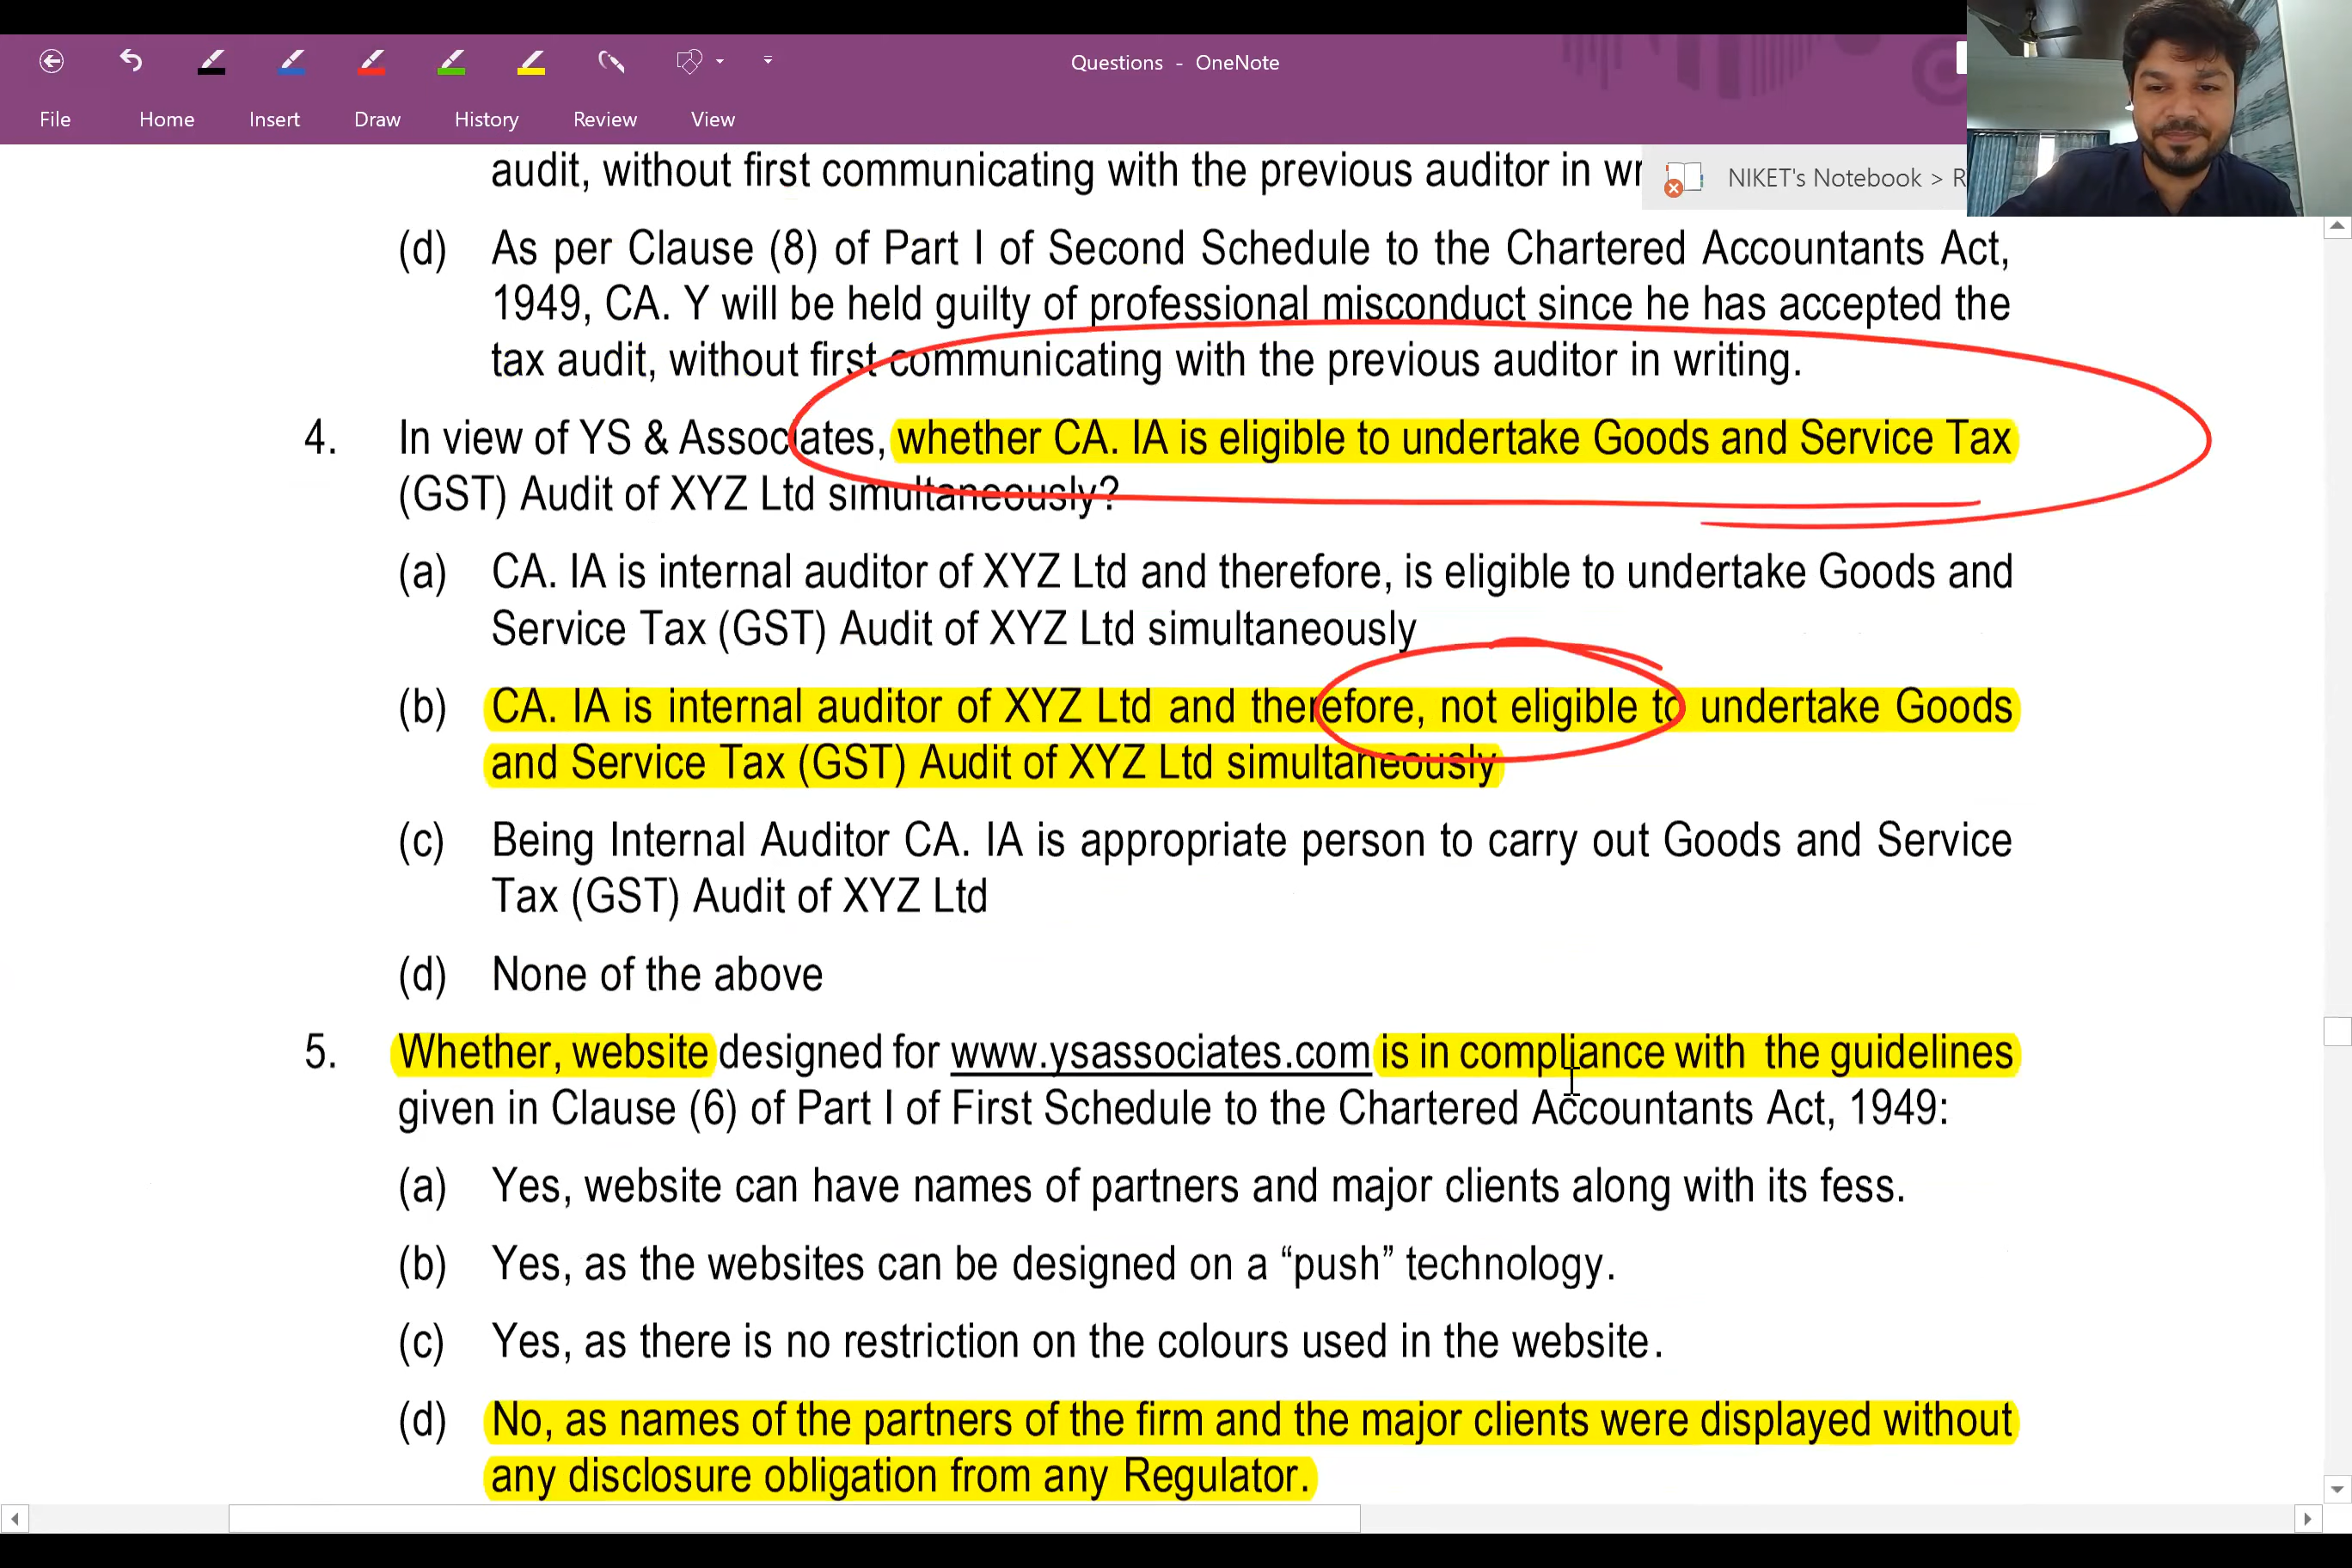 Questions - OneNote
File Home Insert Draw History Review View
NIKET's Notebook > R
audit, without first communicating with the previous auditor in wr
(d) As per Clause (8) of Part I of Second Schedule to the Chartered Accountants Act,
1949, CA. Y will be held guilty of professional misconduct since he has accepted the
tax audit, without first communicating with the previous auditor in writing.
4. In view of YS & Associates, whether CA. IA is eligible to undertake Goods and Service Tax
(GST) Audit of XYZ Ltd simultaneously?
(a) CA. IA is internal auditor of XYZ Ltd and therefore, is eligible to undertake Goods and
Service Tax (GST) Audit of XYZ Ltd simultaneously
(b) CA. IA is internal auditor of XYZ Ltd and therefore, not eligible to undertake Goods
and Service Tax (GST) Audit of XYZ Ltd simultaneously
(c) Being Internal Auditor CA. IA is appropriate person to carry out Goods and Service
Tax (GST) Audit of XYZ Ltd
(d) None of the above
5. Whether, website designed for www.ysassociates.com is in compliance with the guidelines
given in Clause (6) of Part I of First Schedule to the Chartered Accountants Act, 1949:
(a) Yes, website can have names of partners and major clients along with its fess.
(b) Yes, as the websites can be designed on a “push” technology.
(c) Yes, as there is no restriction on the colours used in the website.
(d) No, as names of the partners of the firm and the major clients were displayed without
any disclosure obligation from any Regulator.